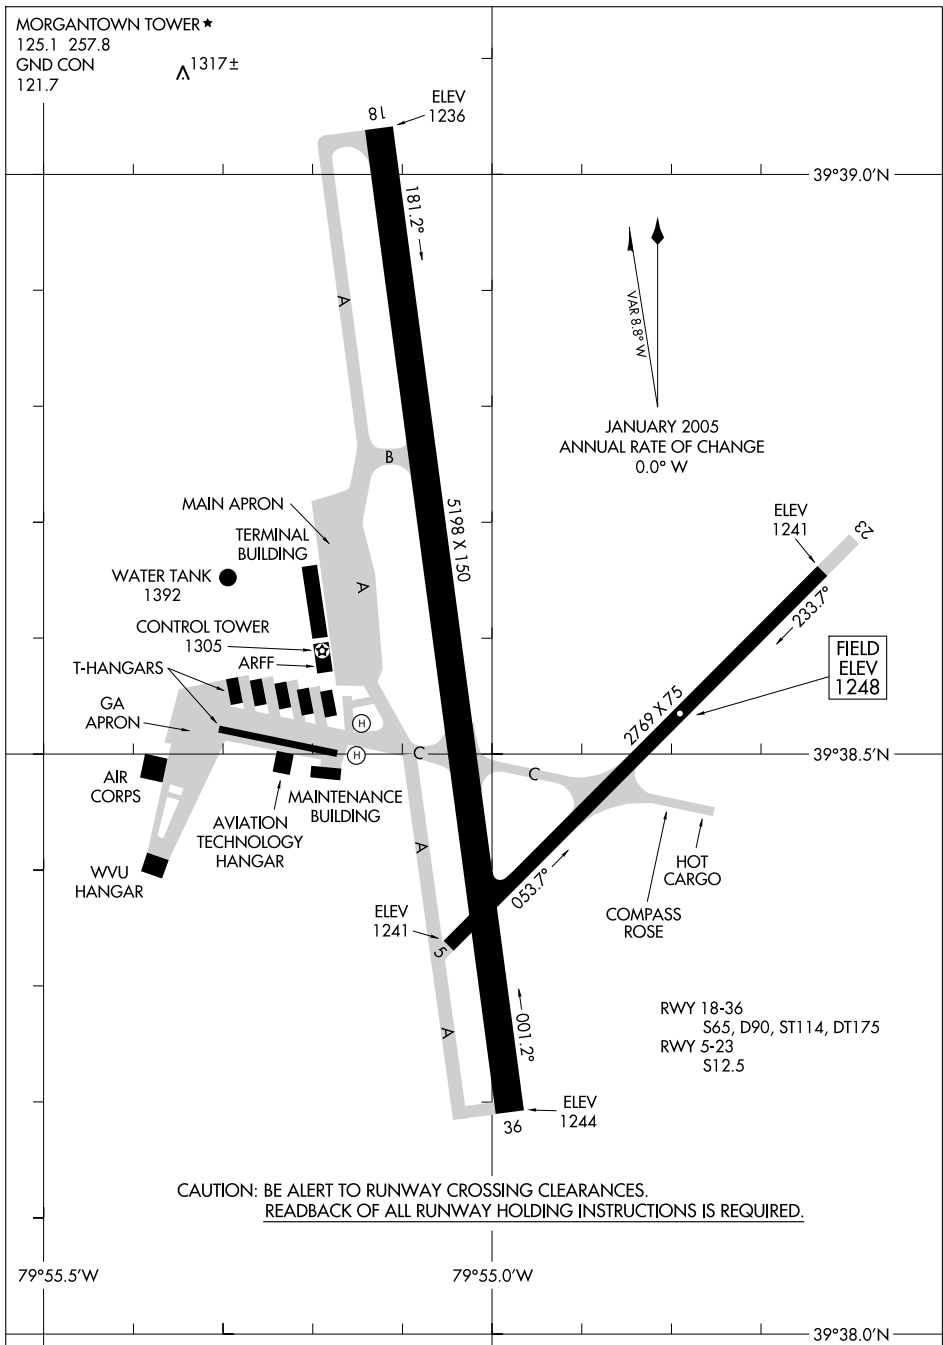 MORGANTOWN TOWER★
125.1 257.8
GND CON
121.7
1317±
18
ELEV
1236
39°39.0'N
181.2°
A
VAR 8.8° W
JANUARY 2005
ANNUAL RATE OF CHANGE
0.0° W
B
MAIN APRON
5198 X 150
ELEV
1241
23
TERMINAL
BUILDING
WATER TANK
1392
A
233.7°
CONTROL TOWER
1305
ARFF
FIELD
ELEV
1248
T-HANGARS
GA
APRON
2769 X 75
H
H
C
39°38.5'N
C
AIR
CORPS
MAINTENANCE
BUILDING
AVIATION
TECHNOLOGY
HANGAR
A
HOT
CARGO
WVU
HANGAR
053.7°
COMPASS
ROSE
ELEV
1241
5
A
001.2°
RWY 18-36
S65, D90, ST114, DT175
RWY 5-23
S12.5
ELEV
1244
36
CAUTION: BE ALERT TO RUNWAY CROSSING CLEARANCES.
READBACK OF ALL RUNWAY HOLDING INSTRUCTIONS IS REQUIRED.
79°55.5'W
79°55.0'W
39°38.0'N